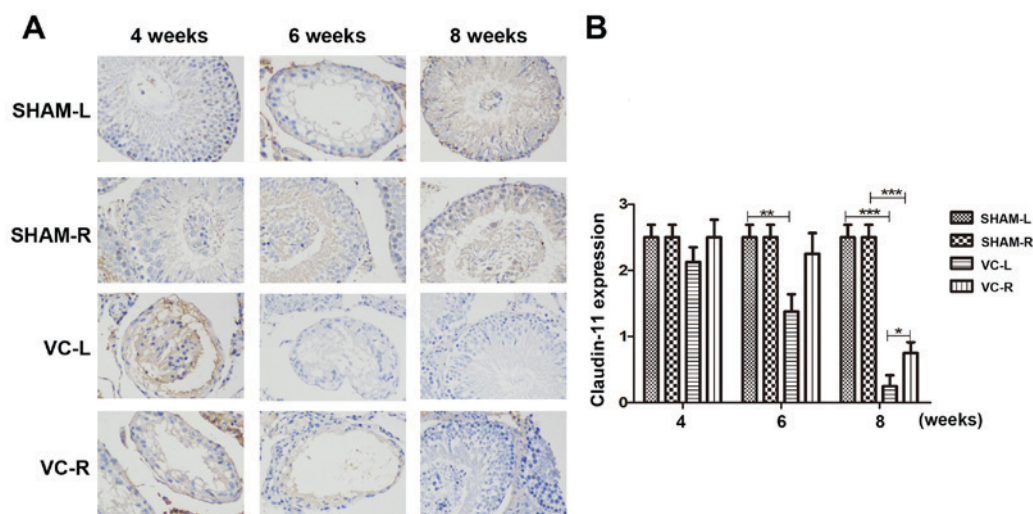 A
4 weeks 6 weeks 8 weeks
SHAM-L
SHAM-R
VC-L
VC-R
B
Claudin-11 expression
3
2
1
0
**
***
***
*
4 6 8 (weeks)
SHAM-L
SHAM-R
VC-L
VC-R